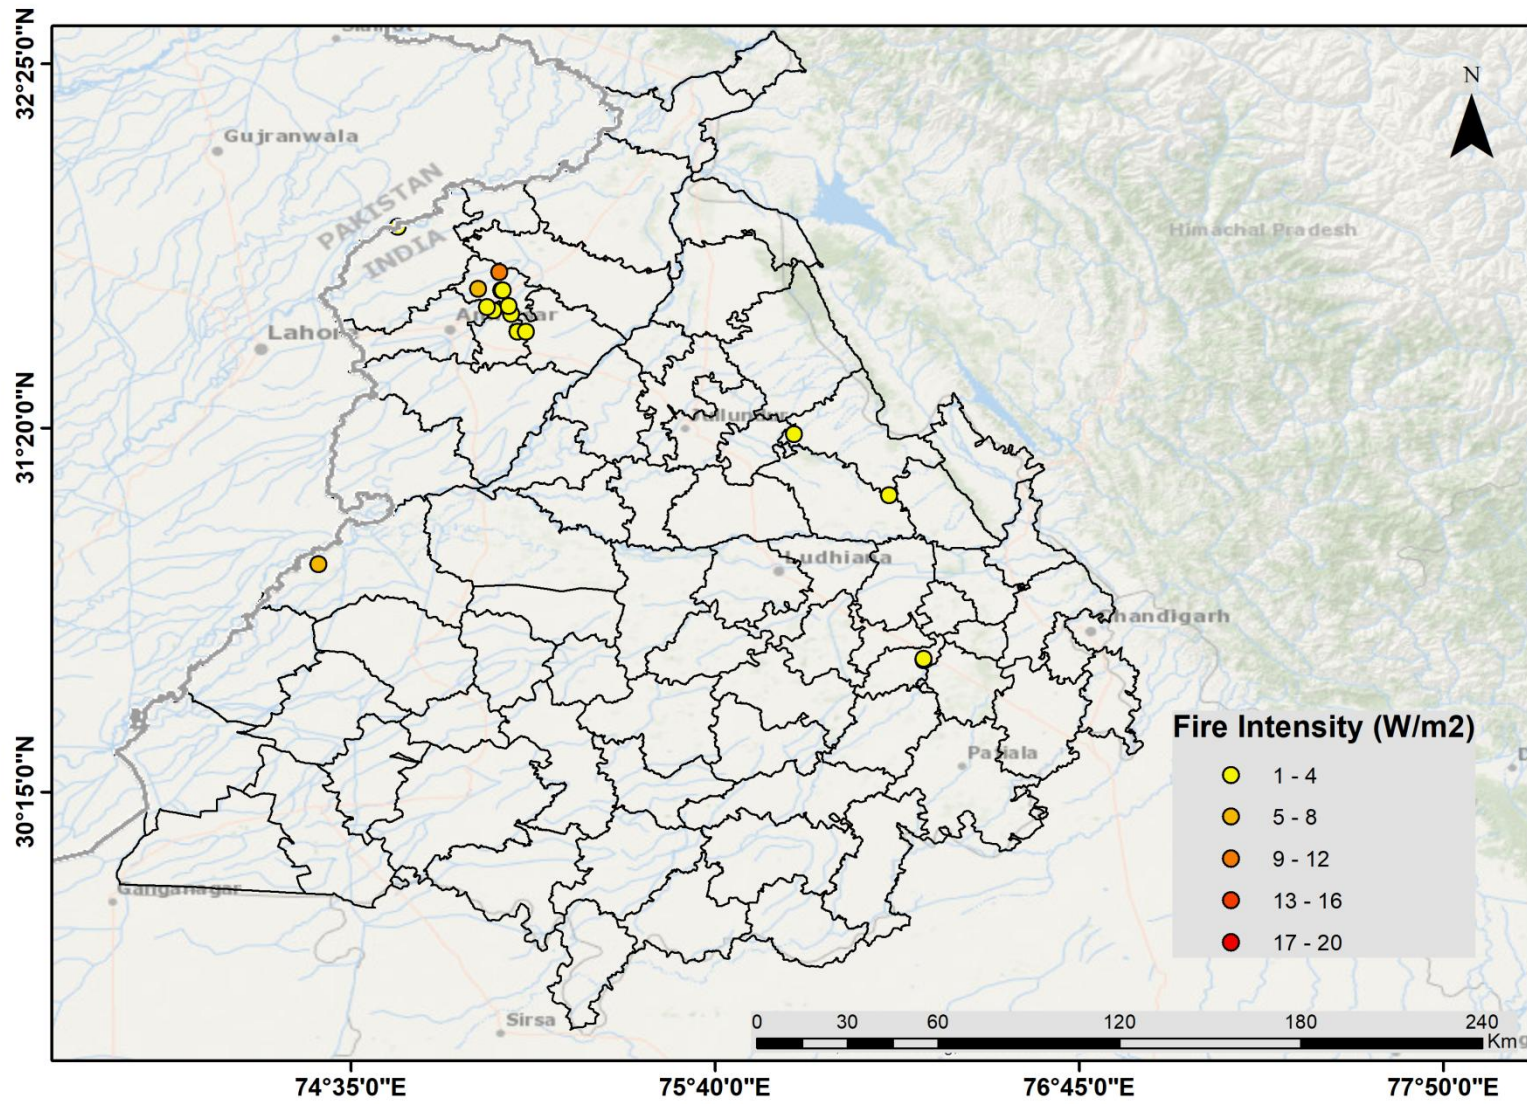 32°25'0"N
N
Gujranwala
PAKISTAN
INDIA
Himachal Pradesh
Lahore
31°20'0"N
Jullundur
Ludhiana
Chandigarh
Fire Intensity (W/m2)
1 - 4
5 - 8
9 - 12
13 - 16
17 - 20
Patiala
30°15'0"N
Ganganagar
Sirsa
0 30 60 120 180 240
Km
74°35'0"E 75°40'0"E 76°45'0"E 77°50'0"E